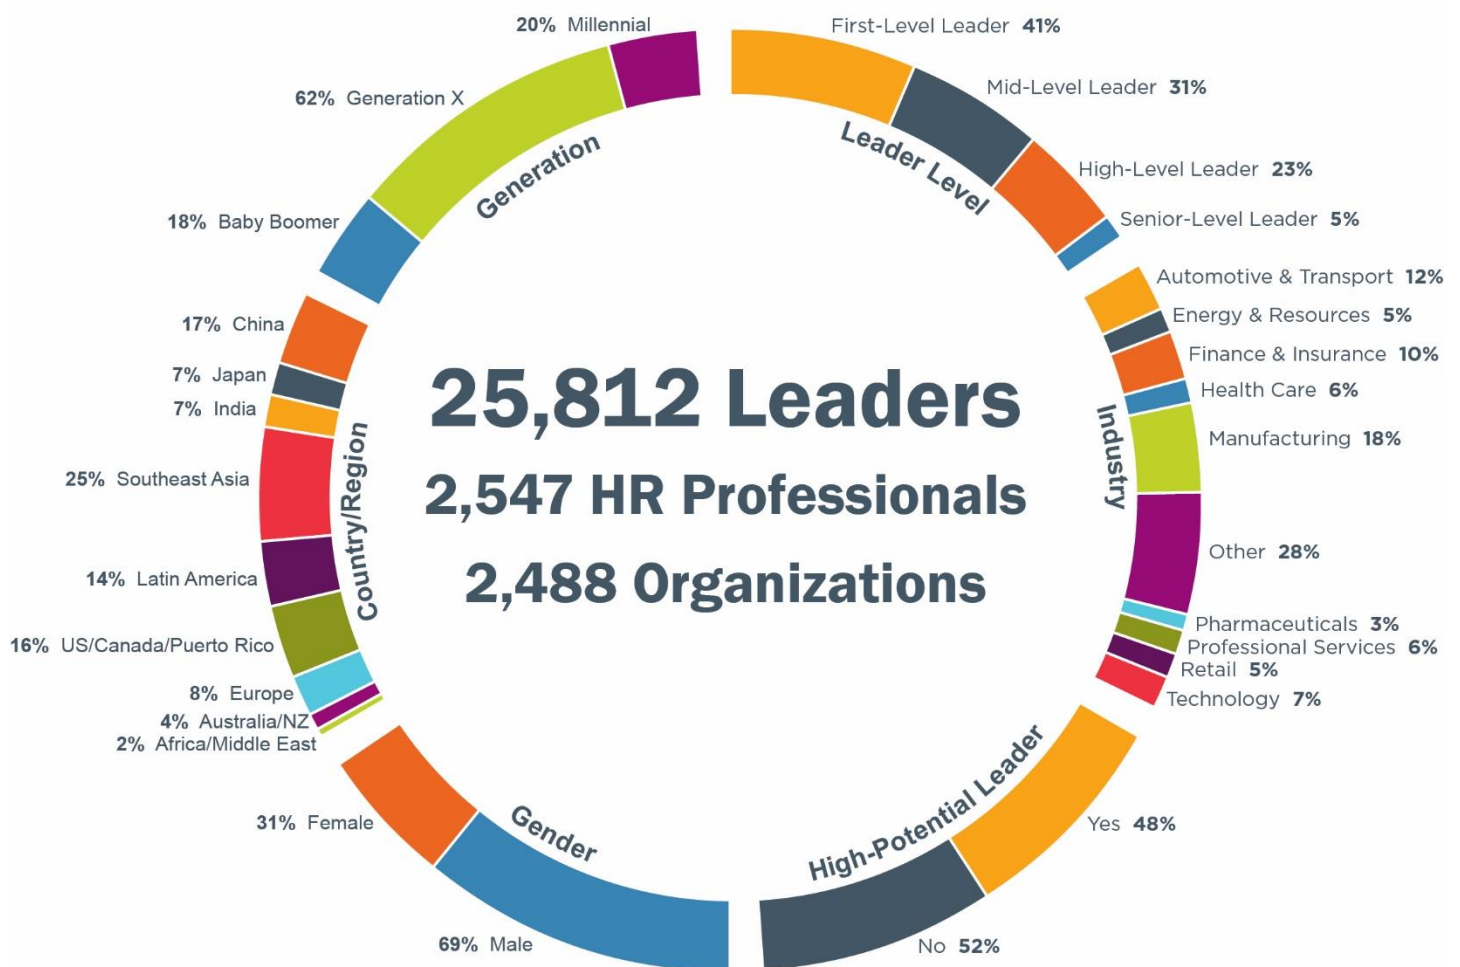 20% Millennial
62% Generation X
18% Baby Boomer
Generation
First-Level Leader 41%
Mid-Level Leader 31%
High-Level Leader 23%
Senior-Level Leader 5%
Leader Level
17% China
7% Japan
7% India
25% Southeast Asia
14% Latin America
16% US/Canada/Puerto Rico
8% Europe
4% Australia/NZ
2% Africa/Middle East
Country/Region
25,812 Leaders
2,547 HR Professionals
2,488 Organizations
Automotive & Transport 12%
Energy & Resources 5%
Finance & Insurance 10%
Health Care 6%
Manufacturing 18%
Other 28%
Pharmaceuticals 3%
Professional Services 6%
Retail 5%
Technology 7%
Industry
31% Female
69% Male
Gender
High-Potential Leader
Yes 48%
No 52%